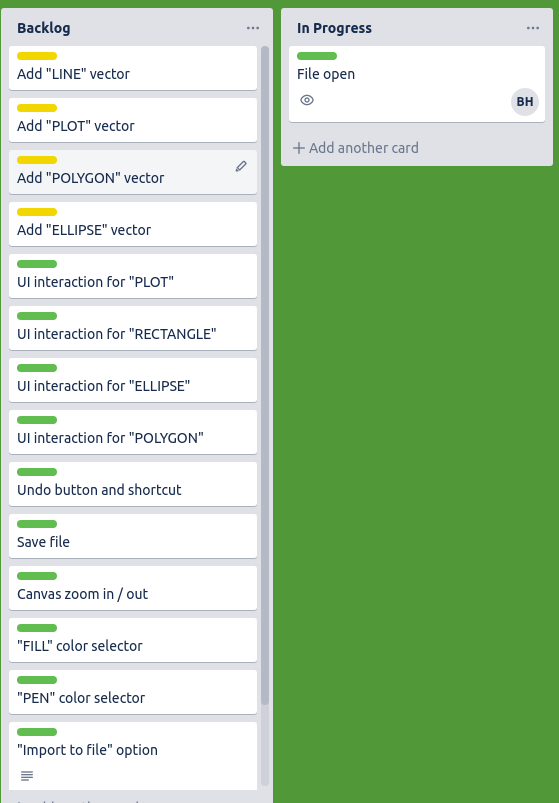 Backlog
Add "LINE" vector
Add "PLOT" vector
Add "POLYGON" vector
Add "ELLIPSE" vector
UI interaction for "PLOT"
UI interaction for "RECTANGLE"
UI interaction for "ELLIPSE"
UI interaction for "POLYGON"
Undo button and shortcut
Save file
Canvas zoom in / out
"FILL" color selector
"PEN" color selector
"Import to file" option
In Progress
File open
BH
+ Add another card